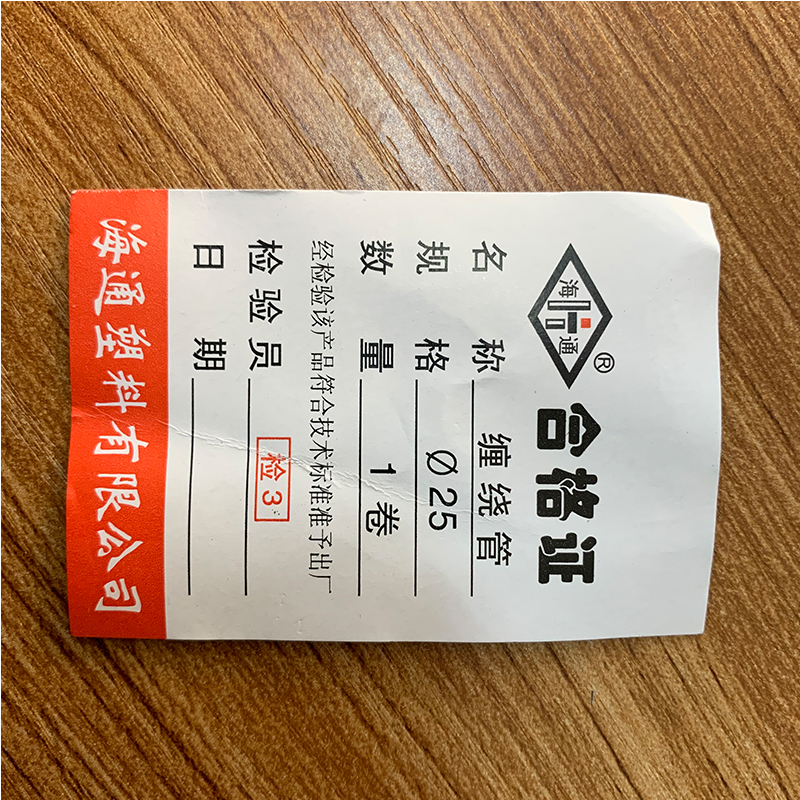 海通®
合格证
名称 缠绕管
规格 Ø25
数量 1卷
经检验该产品符合技术标准准予出厂
检验员 检3
日期
海通塑料有限公司